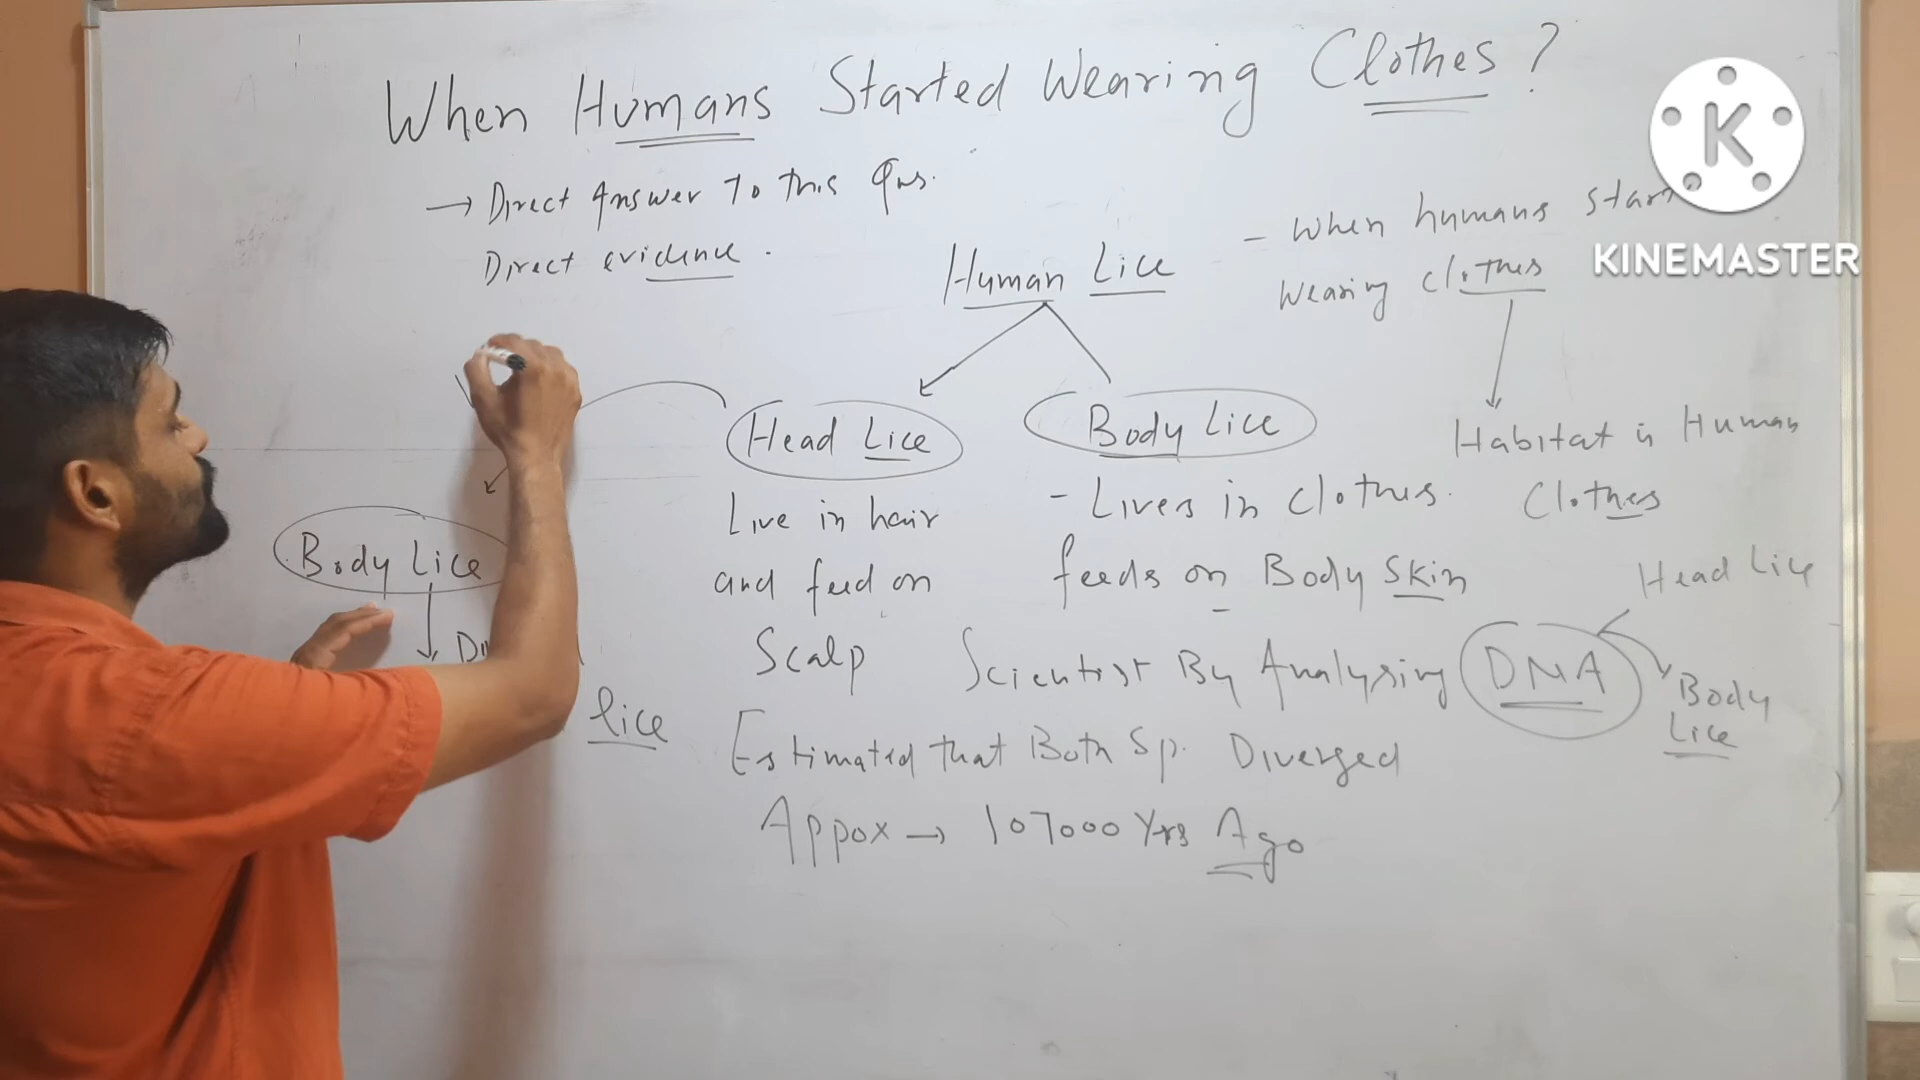 When Humans Started Wearing Clothes?
→ Direct Answer To this Qns.
Direct evidence.
Human Lice
- When humans start
wearing clothes
KINEMASTER
Head Lice
Body Lice
Habitat is Human
Clothes
Live in hair
and feed on
Scalp
- Lives in clothes.
feeds on Body Skin
Body Lice
lice
Head Lice
Scientist By Analysing DNA
Body
Lice
Estimated that Both Sp. Diverged
Appox → 107000 Yrs Ago